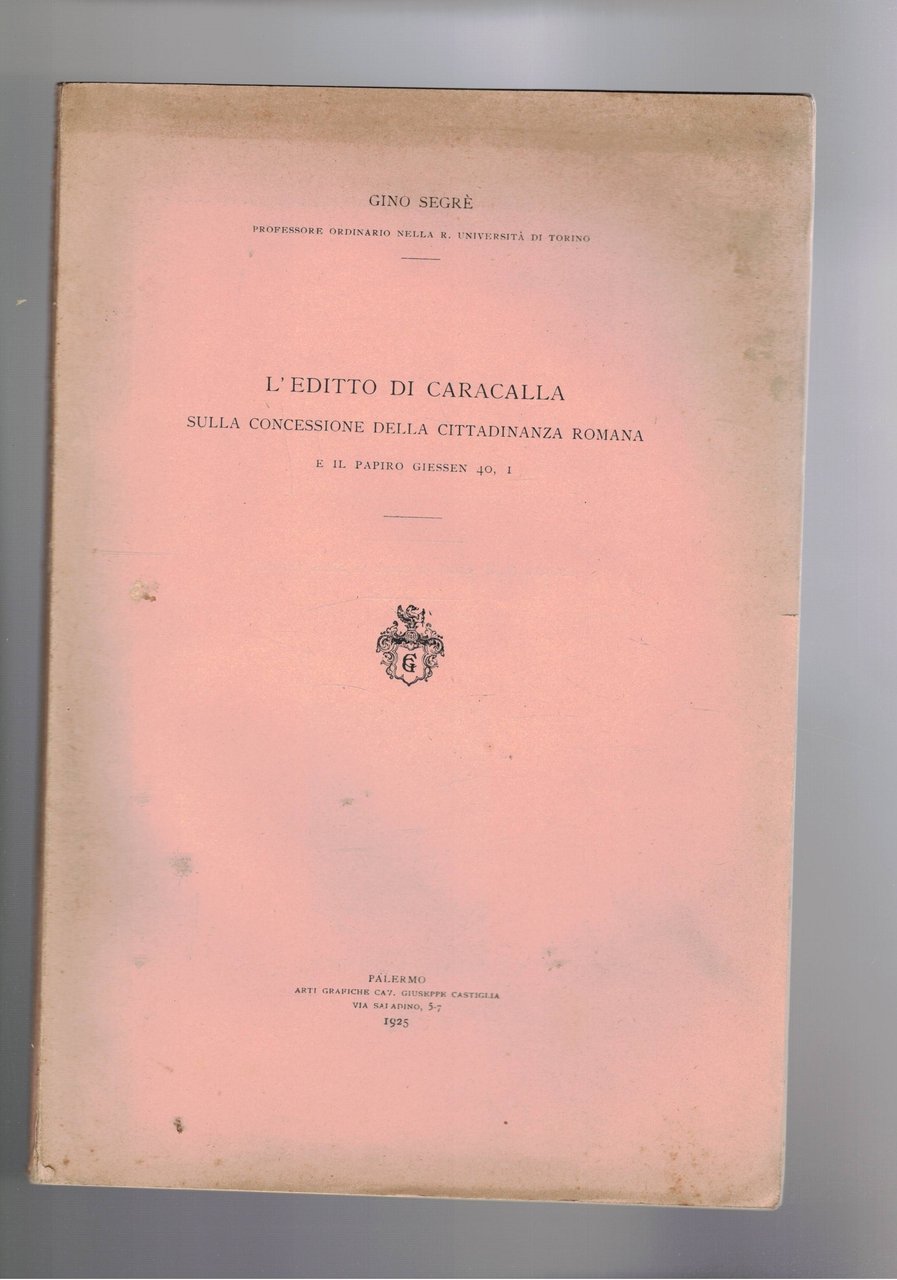 GINO SEGRÈ
PROFESSORE ORDINARIO NELLA R. UNIVERSITÀ DI TORINO
L'EDITTO DI CARACALLA
SULLA CONCESSIONE DELLA CITTADINANZA ROMANA
E IL PAPIRO GIESSEN 40, I
PALERMO
ARTI GRAFICHE CAV. GIUSEPPE CASTIGLIA
VIA SALADINO, 5-7
1925